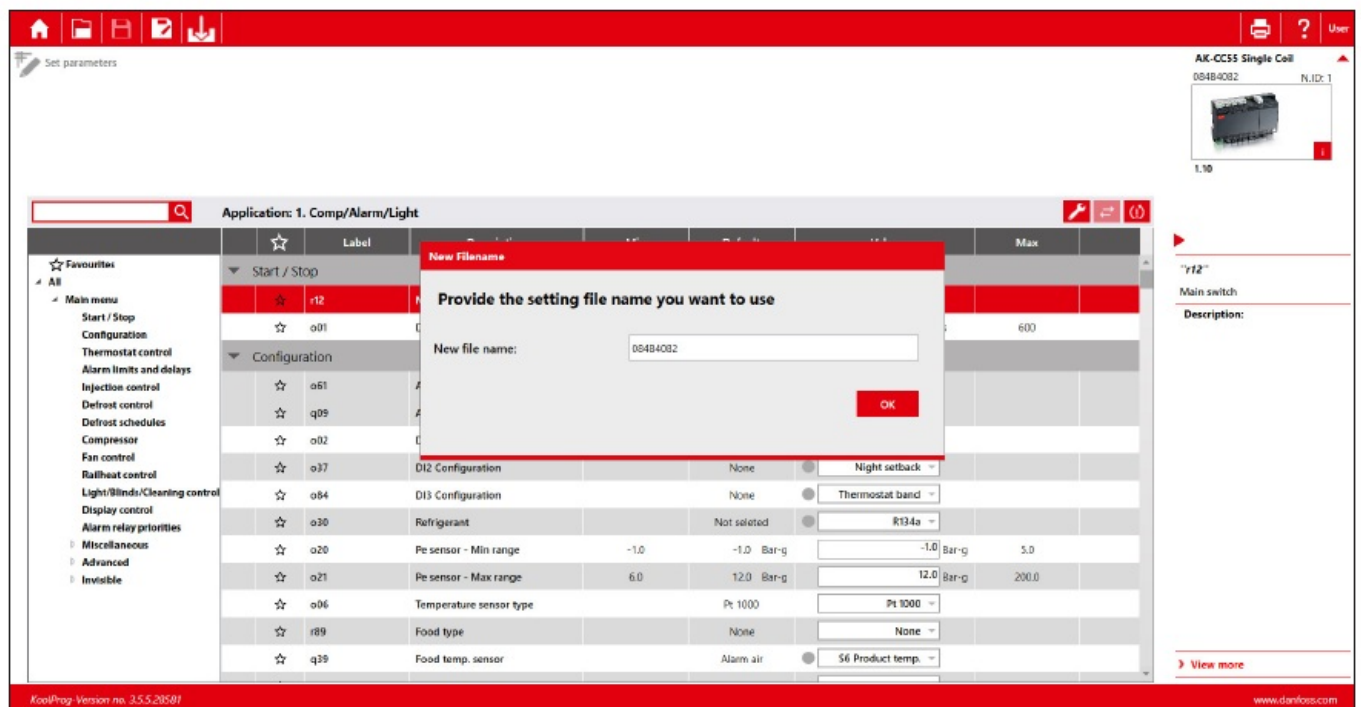 User
Set parameters
AK-CC55 Single Coil
084B4082 N.ID: 1
i
1.10
Application: 1. Comp/Alarm/Light
Label Max
Favourites
All
Main menu
Start / Stop
Configuration
Thermostat control
Alarm limits and delays
Injection control
Defrost control
Defrost schedules
Compressor
Fan control
Railheat control
Light/Blinds/Cleaning control
Display control
Alarm relay priorities
Miscellaneous
Advanced
Invisible
Start / Stop
r12
o01 600
Configuration
o61
q09
o02
o37 DI2 Configuration None Night setback
o84 DI3 Configuration None Thermostat band
o30 Refrigerant Not seleted R134a
o20 Pe sensor - Min range -1.0 -1.0 Bar-g -1.0 Bar-g 5.0
o21 Pe sensor - Max range 6.0 12.0 Bar-g 12.0 Bar-g 200.0
o06 Temperature sensor type Pt 1000 Pt 1000
r89 Food type None None
q39 Food temp. sensor Alarm air S6 Product temp.
New Filename
Provide the setting file name you want to use
New file name: 084B4082
OK
"r12"
Main switch
Description:
View more
KoolProg-Version no. 3.5.5.28581
www.danfoss.com